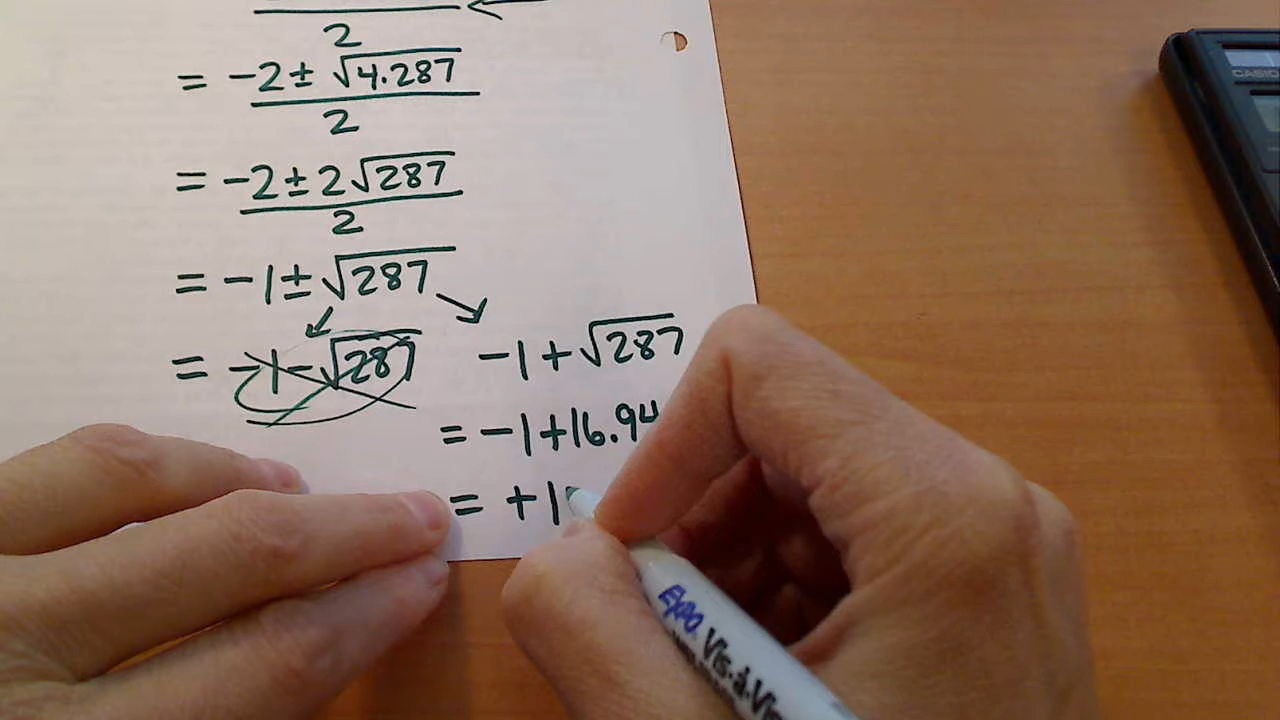 2
= -2 ± √4·287
2
= -2 ± 2√287
2
= -1 ± √287
= -1 - √287 -1 + √287
= -1 + 16.94
= + 1
CASIO
EXPO. Vis-à-Vis